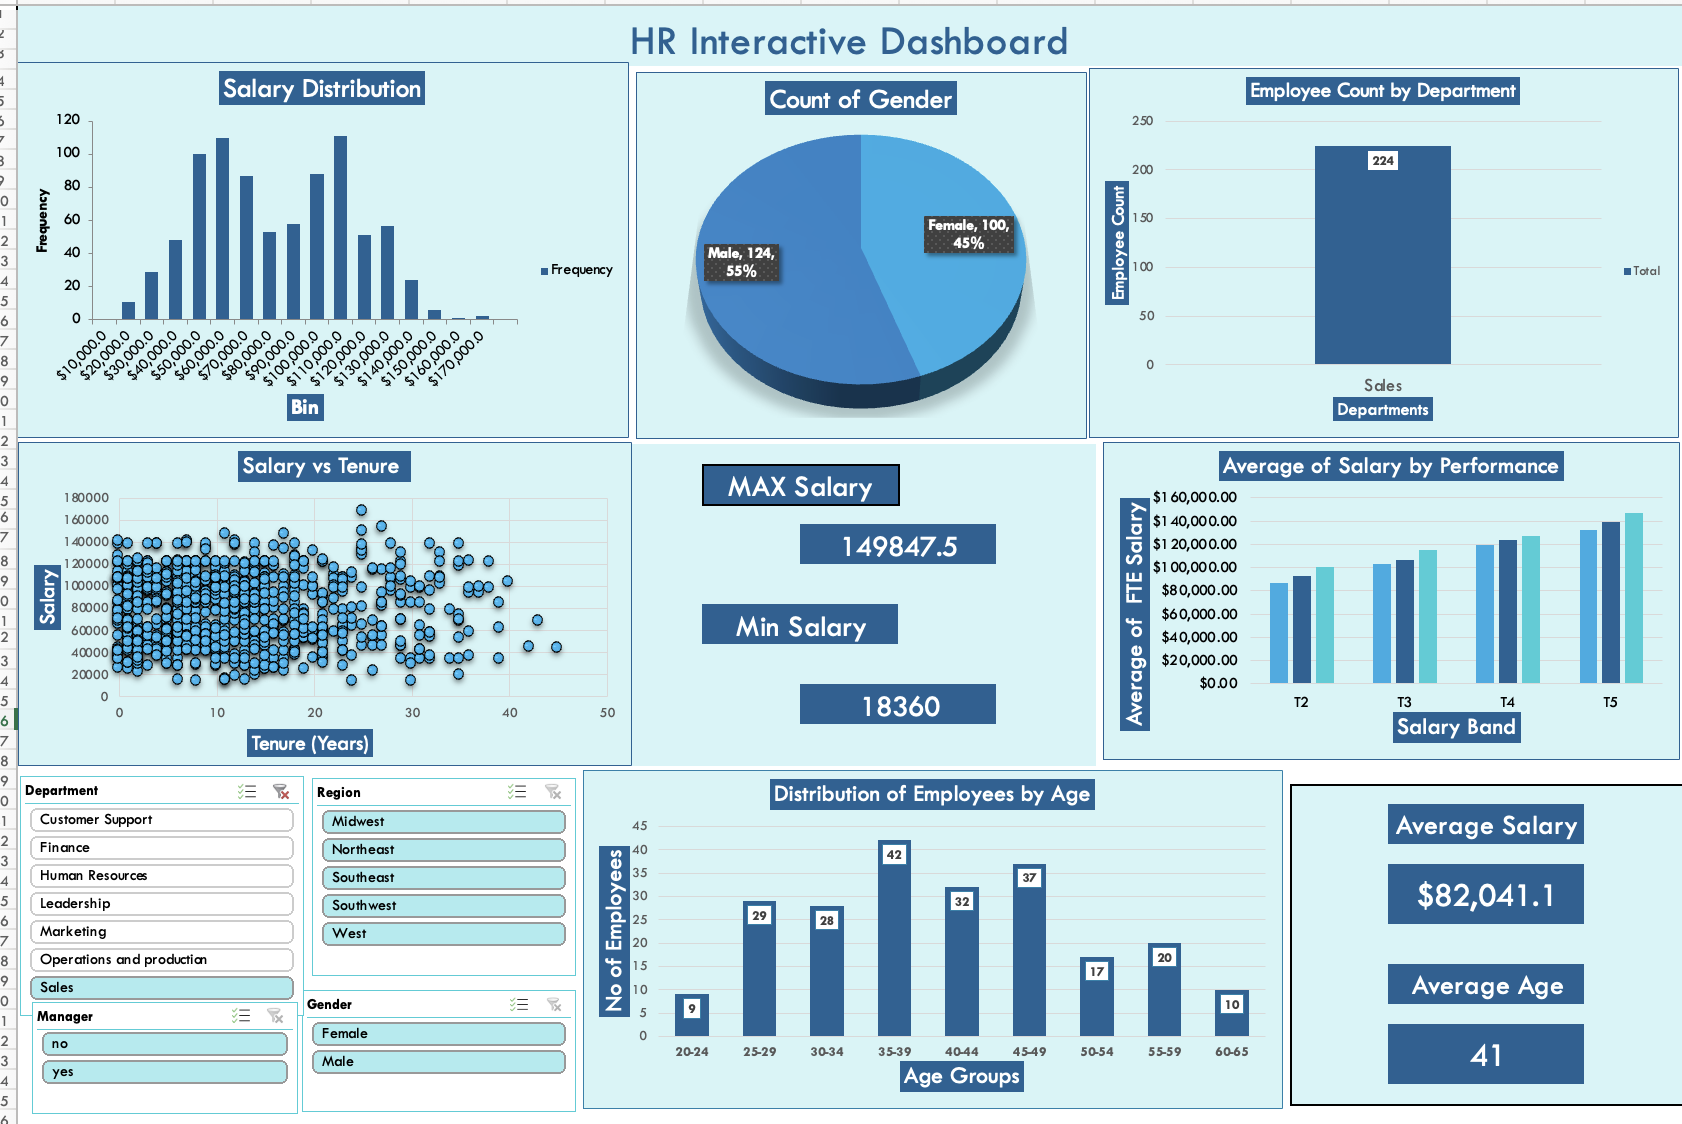 HR Interactive Dashboard
Salary Distribution
120
100
80
60
40
20
0
Frequency
$10,000.0
$20,000.0
$30,000.0
$40,000.0
$50,000.0
$60,000.0
$70,000.0
$80,000.0
$90,000.0
$100,000.0
$110,000.0
$120,000.0
$130,000.0
$140,000.0
$150,000.0
$160,000.0
$170,000.0
Frequency
Bin
Count of Gender
Female, 100,
45%
Male, 124,
55%
Employee Count by Department
250
200
150
100
50
0
Employee Count
224
Sales
Departments
Total
Salary vs Tenure
180000
160000
140000
120000
100000
80000
60000
40000
20000
0
Salary
0 10 20 30 40 50
Tenure (Years)
MAX Salary
149847.5
Min Salary
18360
Average of Salary by Performance
Average of FTE Salary
$160,000.00
$140,000.00
$120,000.00
$100,000.00
$80,000.00
$60,000.00
$40,000.00
$20,000.00
$0.00
T2 T3 T4 T5
Salary Band
Department
Customer Support
Finance
Human Resources
Leadership
Marketing
Operations and production
Sales
Region
Midwest
Northeast
Southeast
Southwest
West
Manager
no
yes
Gender
Female
Male
Distribution of Employees by Age
No of Employees
45
40
35
30
25
20
15
10
5
0
9 29 28 42 32 37 17 20 10
20-24 25-29 30-34 35-39 40-44 45-49 50-54 55-59 60-65
Age Groups
Average Salary
$82,041.1
Average Age
41